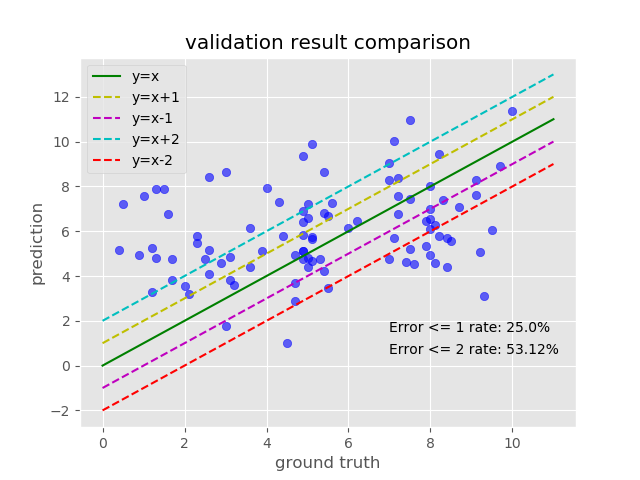 validation result comparison
y=x
y=x+1
y=x-1
y=x+2
y=x-2
12
10
8
6
4
2
0
−2
prediction
Error <= 1 rate: 25.0%
Error <= 2 rate: 53.12%
0 2 4 6 8 10
ground truth